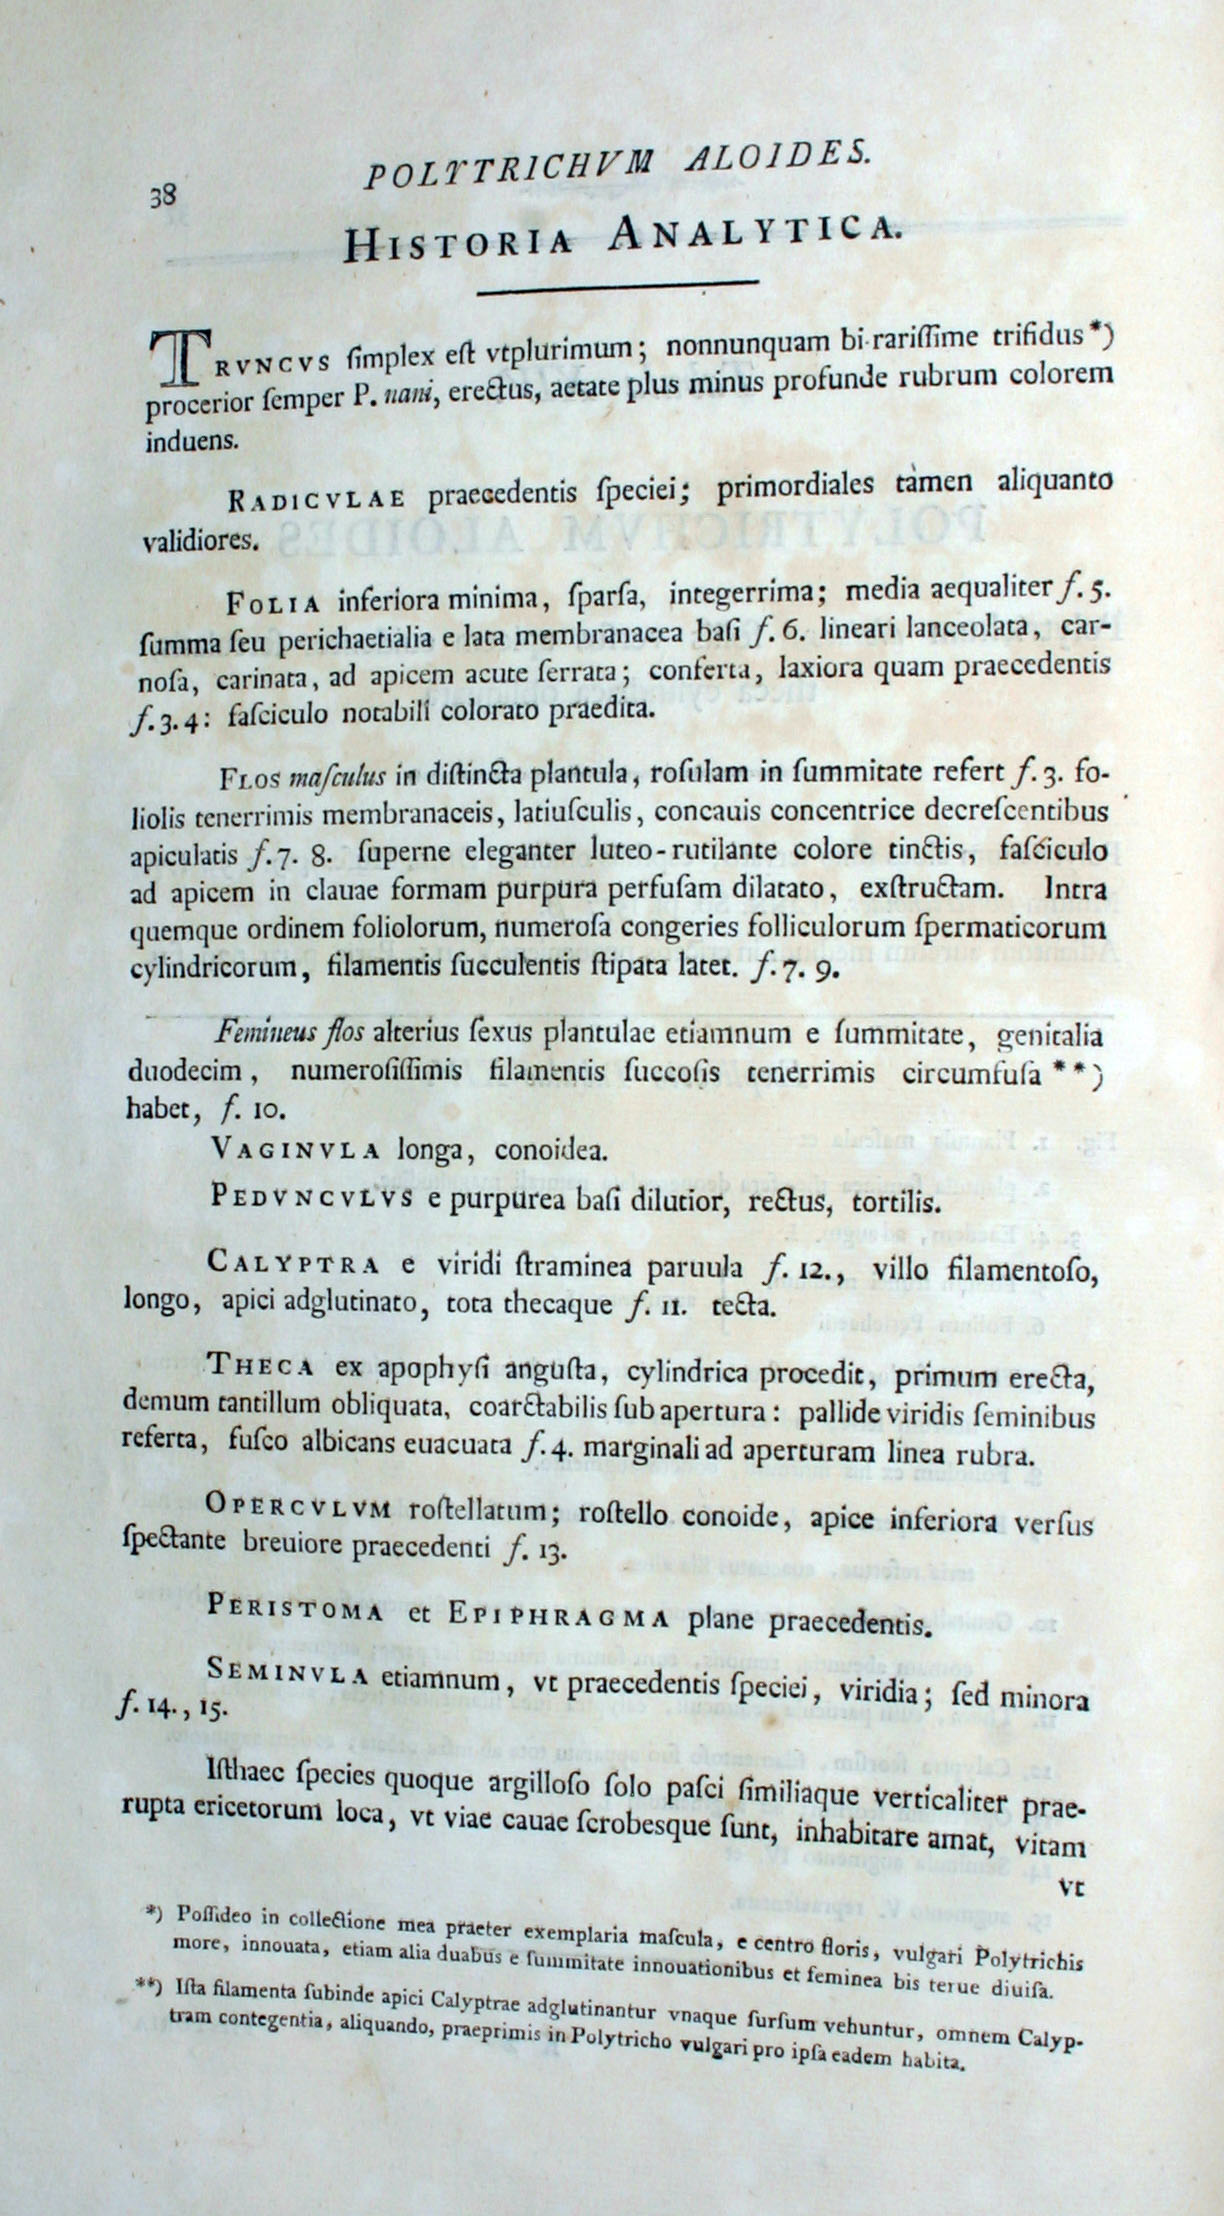 38
POLYTRICHVM ALOIDES.
HISTORIA ANALYTICA.
TRVNCVS ſimplex eſt vtplurimum; nonnunquam bi-rariſſime trifidus*)
procerior ſemper P. nani, erectus, aetate plus minus profunde rubrum colorem
induens.
RADICVLAE praecedentis ſpeciei; primordiales tàmen aliquanto
validiores.
FOLIA inferiora minima, ſparſa, integerrima; media aequaliter f. 5.
ſumma ſeu perichaetialia e lata membranacea baſi f. 6. lineari lanceolata, car-
noſa, carinata, ad apicem acute ſerrata; conferta, laxiora quam praecedentis
f. 3. 4: faſciculo notabili colorato praedita.
FLOS maſculus in diſtincta plantula, roſulam in ſummitate refert f. 3. fo-
liolis tenerrimis membranaceis, latiuſculis, concauis concentrice decreſcentibus
apiculatis f. 7. 8. ſuperne eleganter luteo-rutilante colore tinctis, faſciculo
ad apicem in clauae formam purpura perfuſam dilatato, exſtructam. Intra
quemque ordinem foliolorum, numeroſa congeries folliculorum ſpermaticorum
cylindricorum, filamentis ſucculentis ſtipata latet. f. 7. 9.
Femineus flos alterius ſexus plantulae etiamnum e ſummitate, genitalia
duodecim, numeroſiſſimis filamentis ſuccoſis tenerrimis circumfuſa **)
habet, f. 10.
VAGINVLA longa, conoidea.
PEDVNCVLVS e purpurea baſi dilutior, rectus, tortilis.
CALYPTRA e viridi ſtraminea paruula f. 12., villo filamentoſo,
longo, apici adglutinato, tota thecaque f. 11. tecta.
THECA ex apophyſi anguſta, cylindrica procedit, primum erecta,
demum tantillum obliquata, coarctabilis ſub apertura: pallide viridis ſeminibus
referta, fuſco albicans euacuata f. 4. marginali ad aperturam linea rubra.
OPERCVLVM roſtellatum; roſtello conoide, apice inferiora verſus
ſpectante breuiore praecedenti f. 13.
PERISTOMA et EPIPHRAGMA plane praecedentis.
SEMINVLA etiamnum, vt praecedentis ſpeciei, viridia; ſed minora
f. 14., 15.
Iſthaec ſpecies quoque argilloſo ſolo paſci ſimiliaque verticaliter prae-
rupta ericetorum loca, vt viae cauae ſcrobesque ſunt, inhabitare amat, vitam
vt
*) Poſſideo in collectione mea praeter exemplaria maſcula, e centro floris, vulgari Polytrichis
more, innouata, etiam alia duabus e ſummitate innouationibus et feminea bis terue diuiſa.
**) Iſta filamenta ſubinde apici Calyptrae adglutinantur vnaque ſurſum vehuntur, omnem Calyp-
tram contegentia, aliquando, praeprimis in Polytricho vulgari pro ipſa eadem habita.